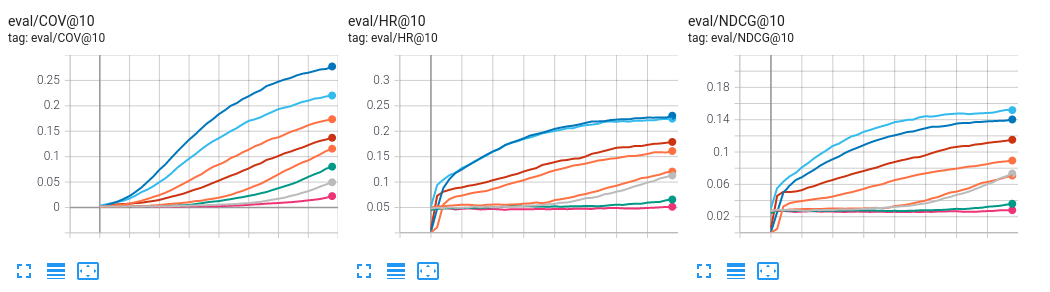 eval/COV@10
tag: eval/COV@10
0.25
0.2
0.15
0.1
0.05
0
eval/HR@10
tag: eval/HR@10
0.3
0.25
0.2
0.15
0.1
0.05
eval/NDCG@10
tag: eval/NDCG@10
0.18
0.14
0.1
0.06
0.02